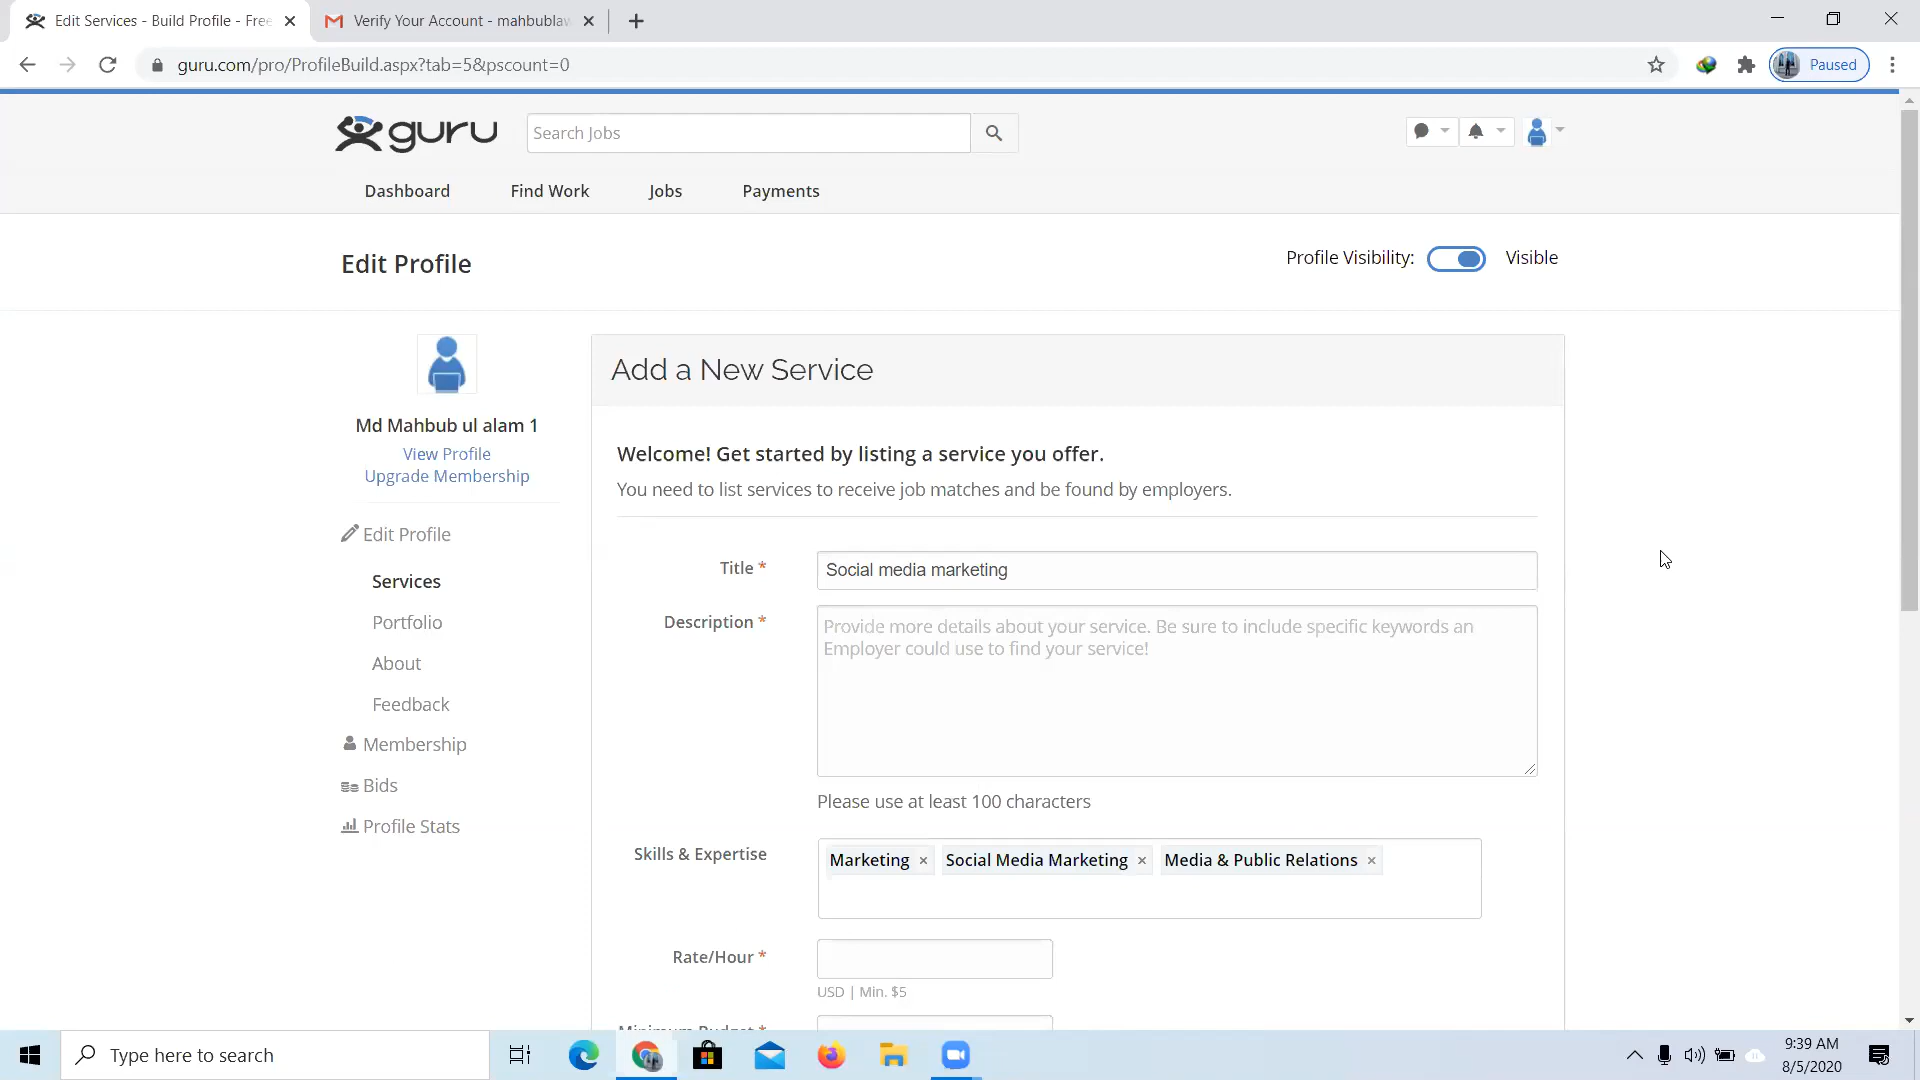 Edit Services - Build Profile - Free
Verify Your Account - mahbublaw
guru.com/pro/ProfileBuild.aspx?tab=5&pscount=0
Paused
guru
Search Jobs
Dashboard
Find Work
Jobs
Payments
Edit Profile
Profile Visibility:
Visible
Md Mahbub ul alam 1
View Profile
Upgrade Membership
Edit Profile
Services
Portfolio
About
Feedback
Membership
Bids
Profile Stats
Add a New Service
Welcome! Get started by listing a service you offer.
You need to list services to receive job matches and be found by employers.
Title *
Social media marketing
Description *
Provide more details about your service. Be sure to include specific keywords an
Employer could use to find your service!
Please use at least 100 characters
Skills & Expertise
Marketing × Social Media Marketing × Media & Public Relations ×
Rate/Hour *
USD | Min. $5
Minimum Budget *
Type here to search
9:39 AM
8/5/2020